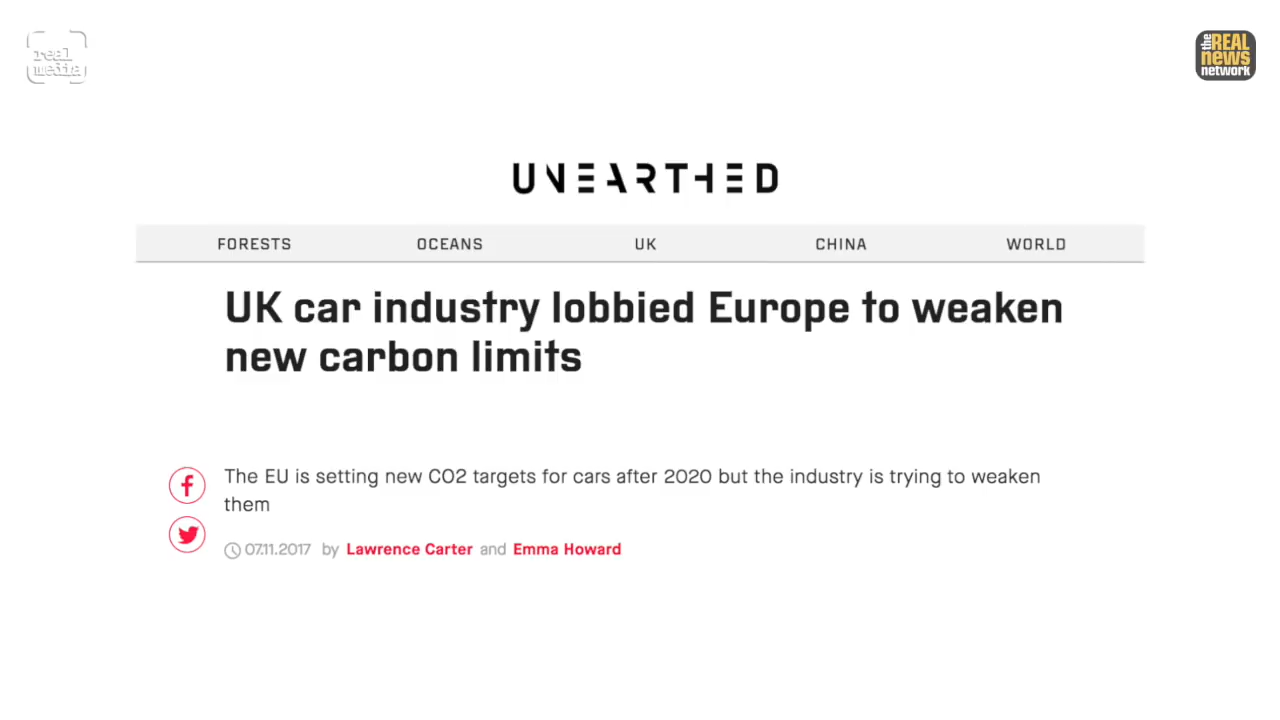 real
media
the REAL
news
network
UNEARTHED
FORESTS OCEANS UK CHINA WORLD
UK car industry lobbied Europe to weaken
new carbon limits
The EU is setting new CO2 targets for cars after 2020 but the industry is trying to weaken
them
07.11.2017 by Lawrence Carter and Emma Howard